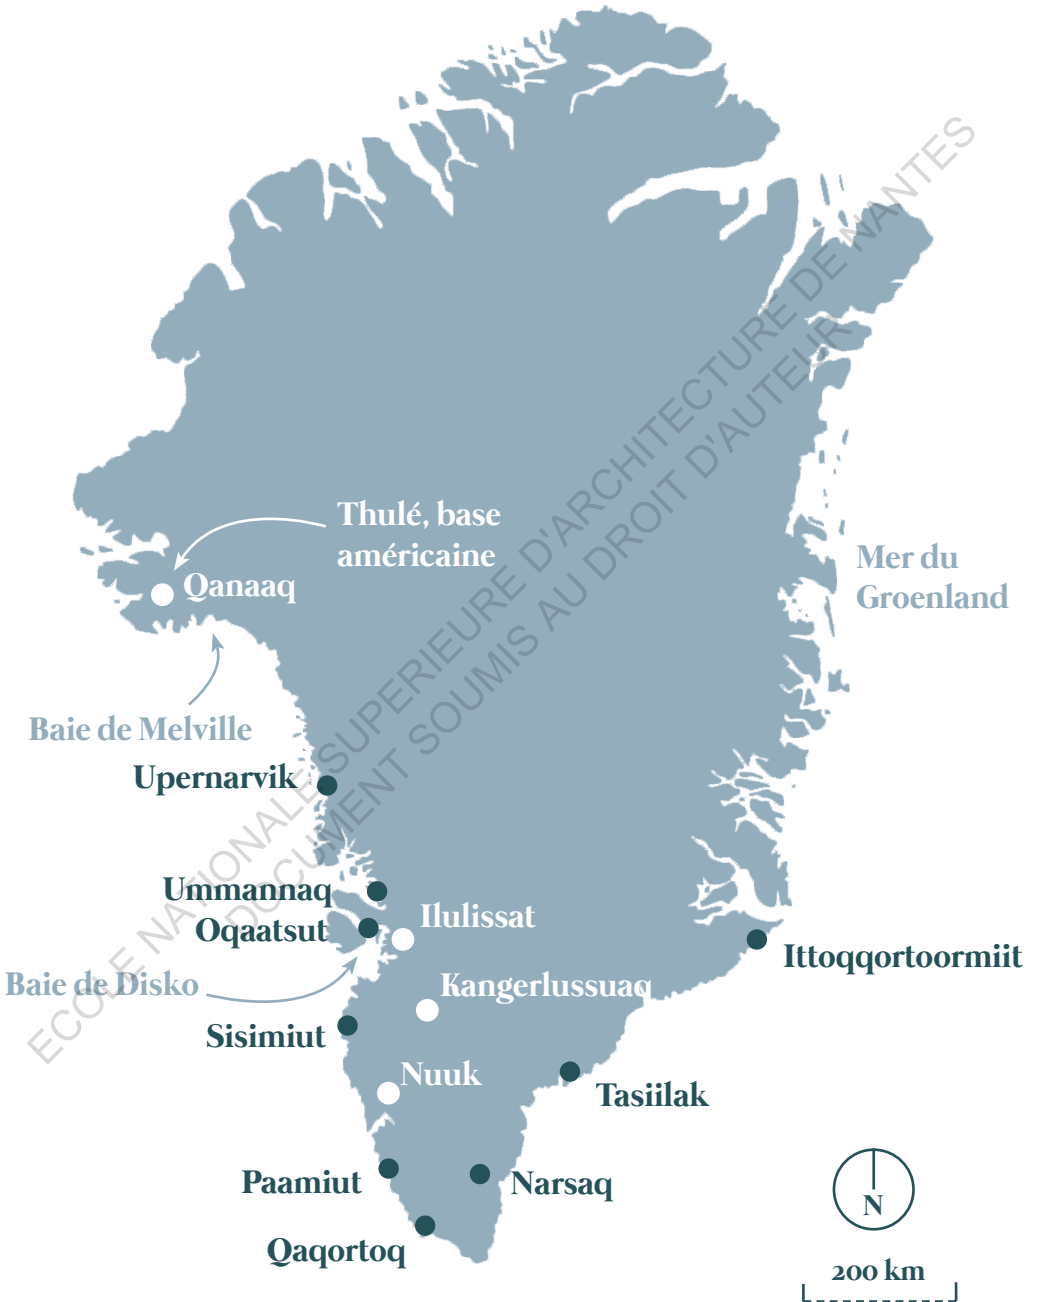 Thulé, base
américaine
Qanaaq
Mer du
Groenland
Baie de Melville
Upernarvik
Ummannaq
Oqaatsut
Ilulissat
Ittoqqortoormiit
Baie de Disko
Kangerlussuaq
Sisimiut
Nuuk
Tasiilak
Paamiut
Narsaq
Qaqortoq
N
200 km
ECOLE NATIONALE SUPERIEURE D'ARCHITECTURE DE NANTES
DOCUMENT SOUMIS AU DROIT D'AUTEUR